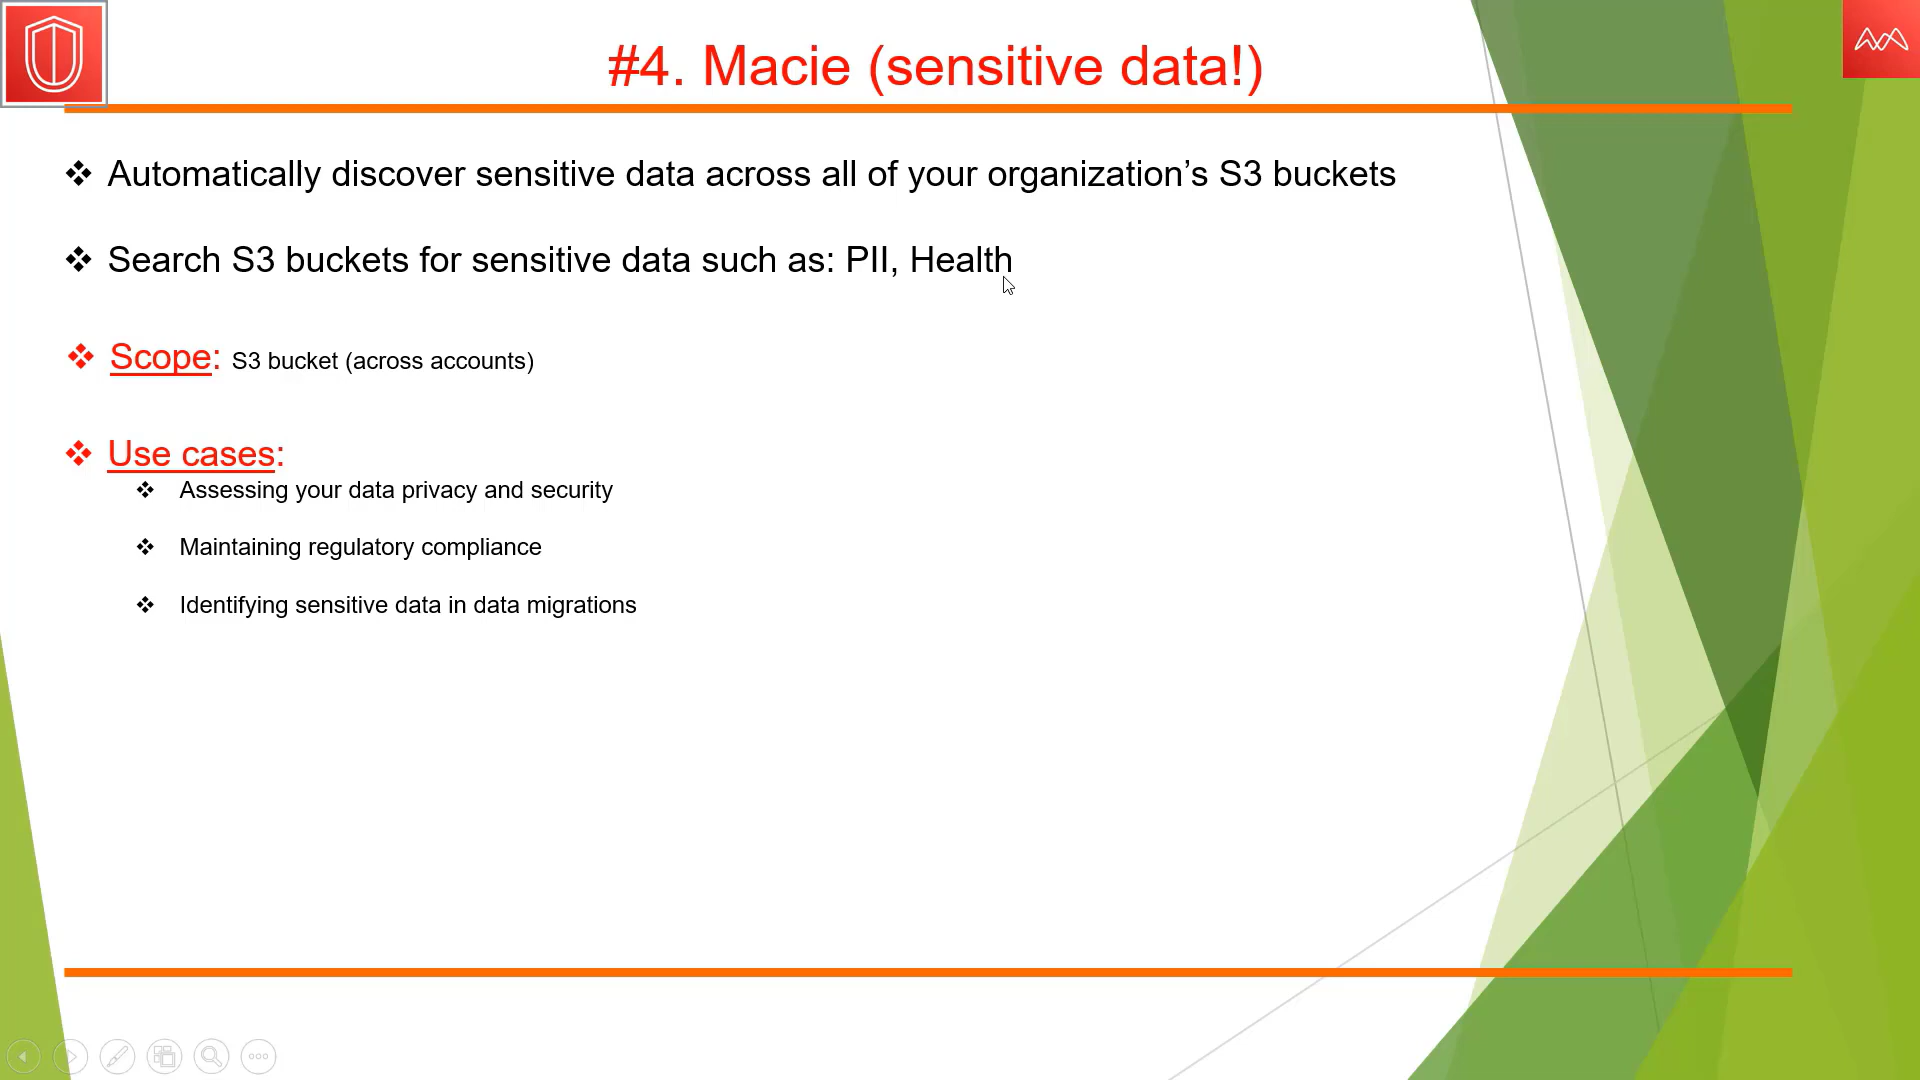 #4. Macie (sensitive data!)
❖ Automatically discover sensitive data across all of your organization’s S3 buckets
❖ Search S3 buckets for sensitive data such as: PII, Health
❖ Scope: S3 bucket (across accounts)
❖ Use cases:
❖ Assessing your data privacy and security
❖ Maintaining regulatory compliance
❖ Identifying sensitive data in data migrations